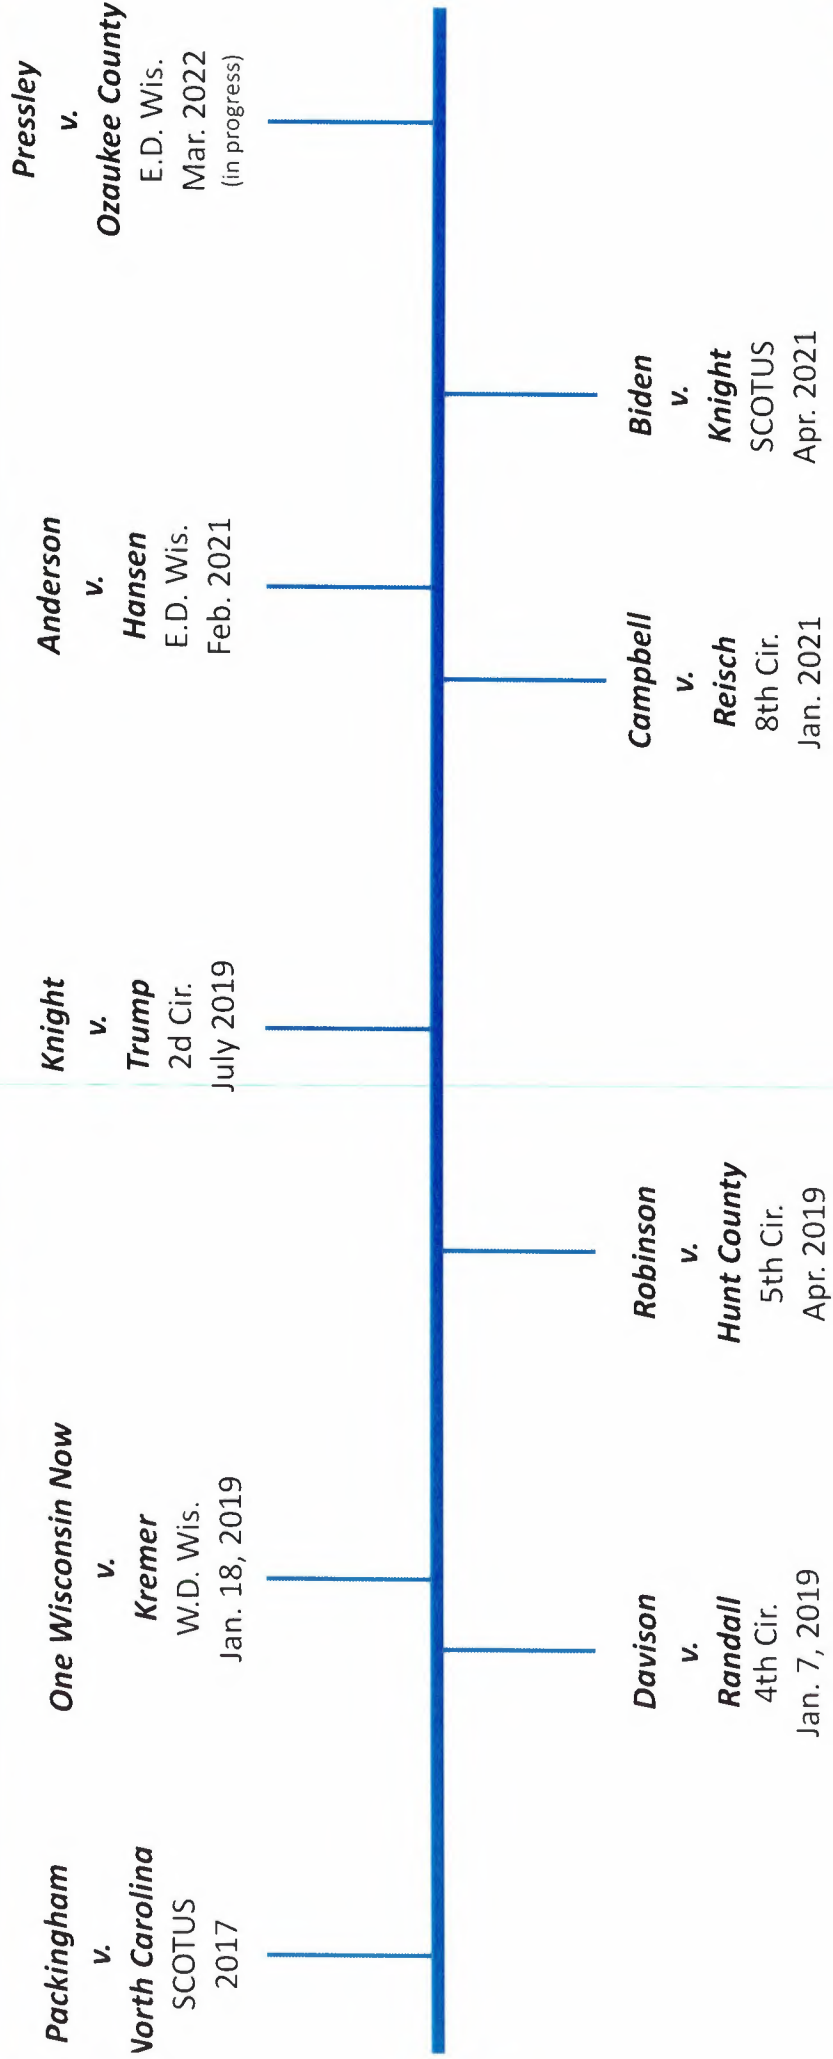 Packingham
v.
North Carolina
SCOTUS
2017
Davison
v.
Randall
4th Cir.
Jan. 7, 2019
One Wisconsin Now
v.
Kremer
W.D. Wis.
Jan. 18, 2019
Robinson
v.
Hunt County
5th Cir.
Apr. 2019
Knight
v.
Trump
2d Cir.
July 2019
Campbell
v.
Reisch
8th Cir.
Jan. 2021
Anderson
v.
Hansen
E.D. Wis.
Feb. 2021
Biden
v.
Knight
SCOTUS
Apr. 2021
Pressley
v.
Ozaukee County
E.D. Wis.
Mar. 2022
(in progress)